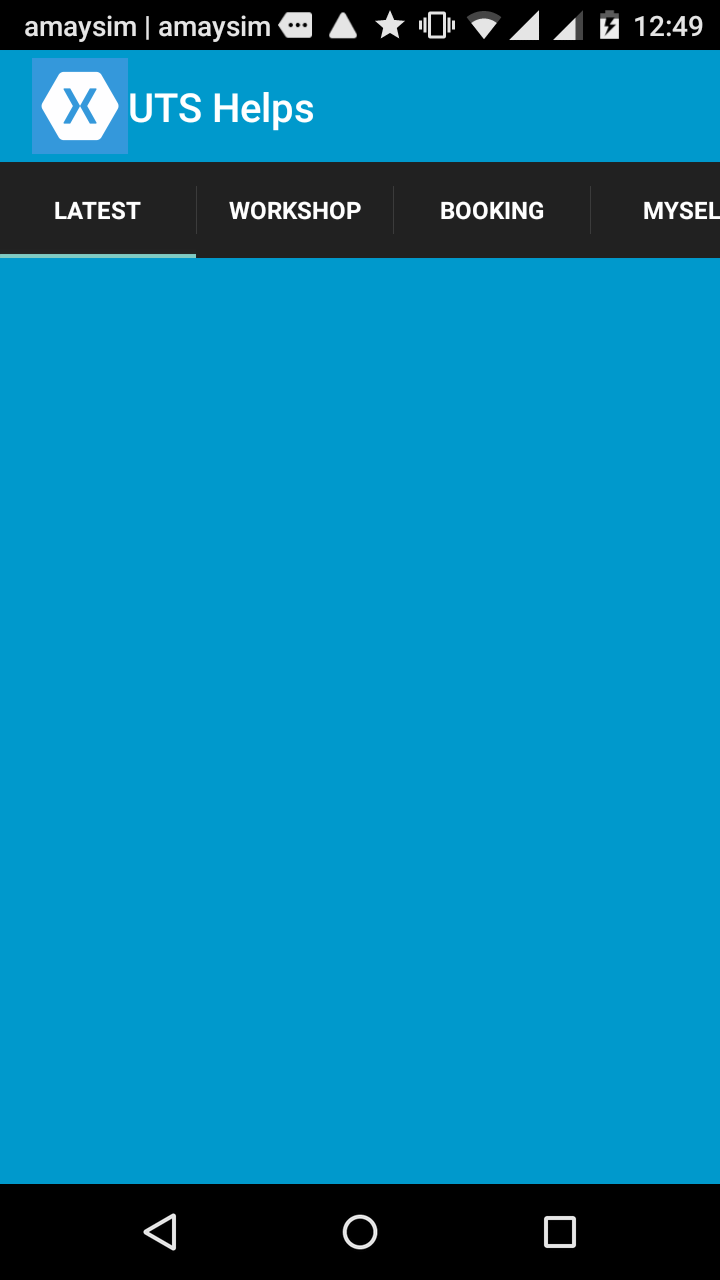 amaysim | amaysim 12:49
UTS Helps
LATEST WORKSHOP BOOKING MYSEL